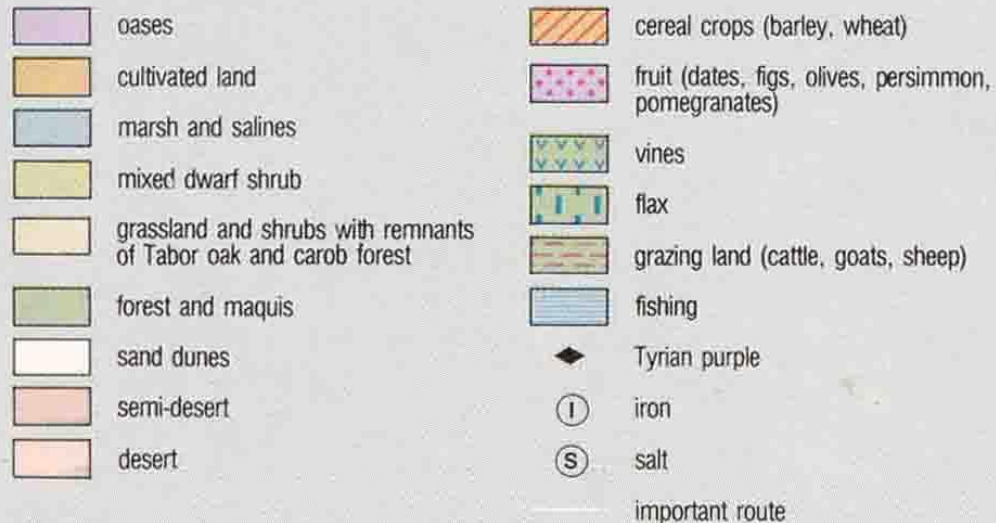 oases
cultivated land
marsh and salines
mixed dwarf shrub
grassland and shrubs with remnants
of Tabor oak and carob forest
forest and maquis
sand dunes
semi-desert
desert
cereal crops (barley, wheat)
fruit (dates, figs, olives, persimmon,
pomegranates)
vines
flax
grazing land (cattle, goats, sheep)
fishing
Tyrian purple
I iron
S salt
important route